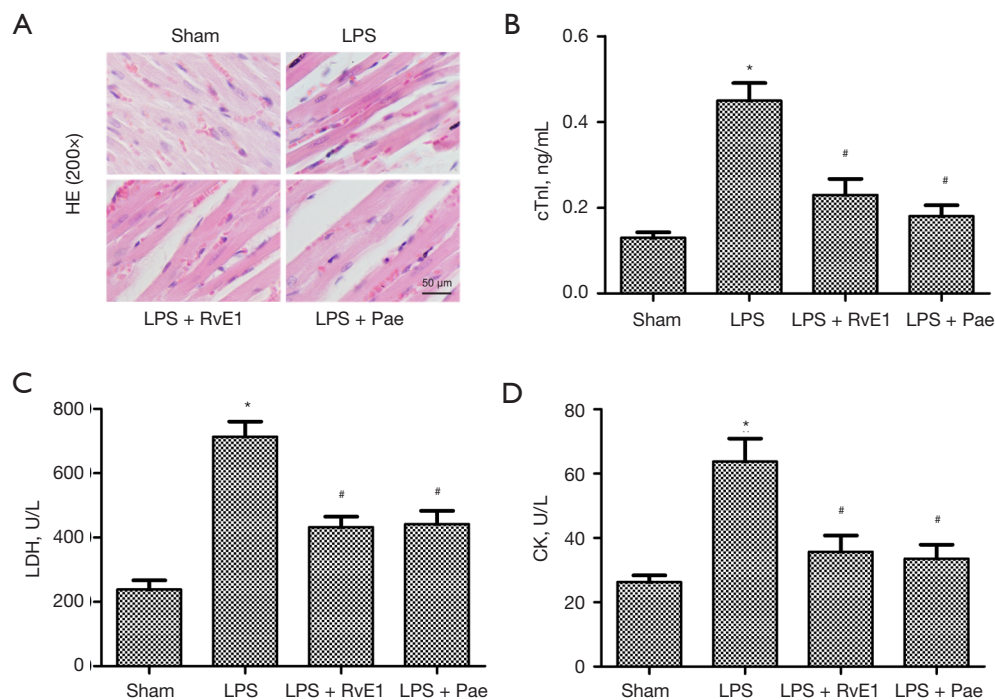 A
Sham LPS
HE (200×)
50 μm
LPS + RvE1 LPS + Pae
B
cTnI, ng/mL
0.6
0.4
0.2
0.0
*
#
#
Sham LPS LPS + RvE1 LPS + Pae
C
LDH, U/L
800
600
400
200
0
*
#
#
Sham LPS LPS + RvE1 LPS + Pae
D
CK, U/L
80
60
40
20
0
*
#
#
Sham LPS LPS + RvE1 LPS + Pae